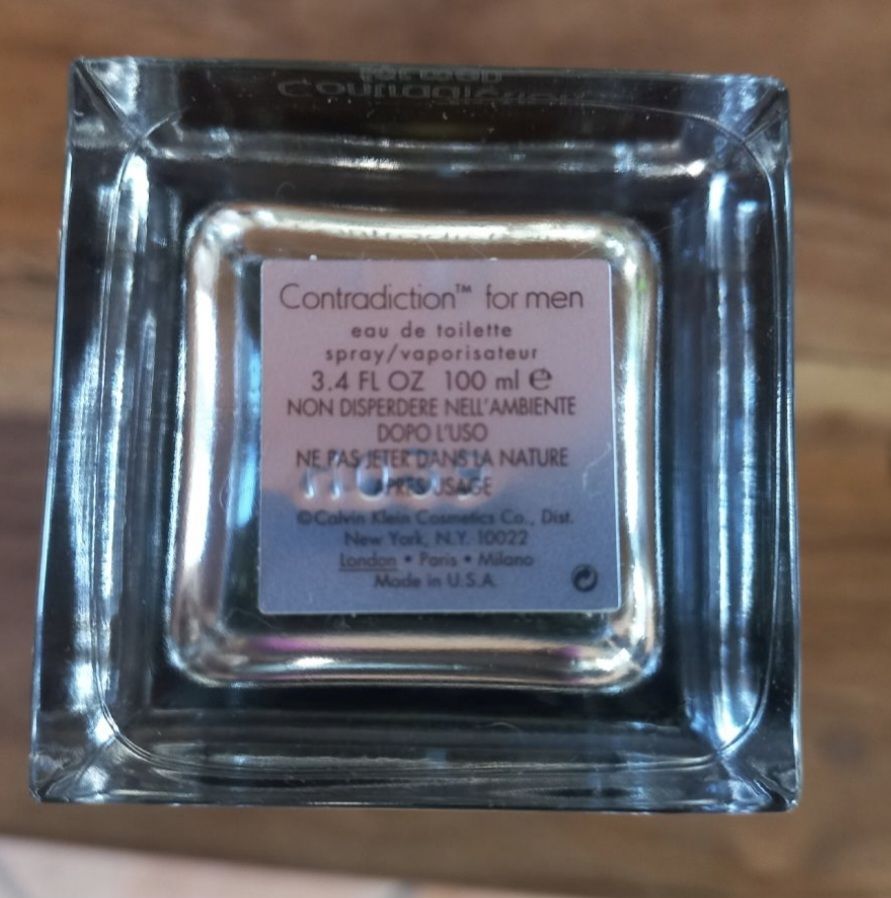 Contradiction™ for men
eau de toilette
spray/vaporisateur
3.4 FL OZ 100 ml ℮
NON DISPERDERE NELL'AMBIENTE
DOPO L'USO
NE PAS JETER DANS LA NATURE
APRES USAGE
©Calvin Klein Cosmetics Co., Dist.
New York, N.Y. 10022
London • Paris • Milano
Made in U.S.A.